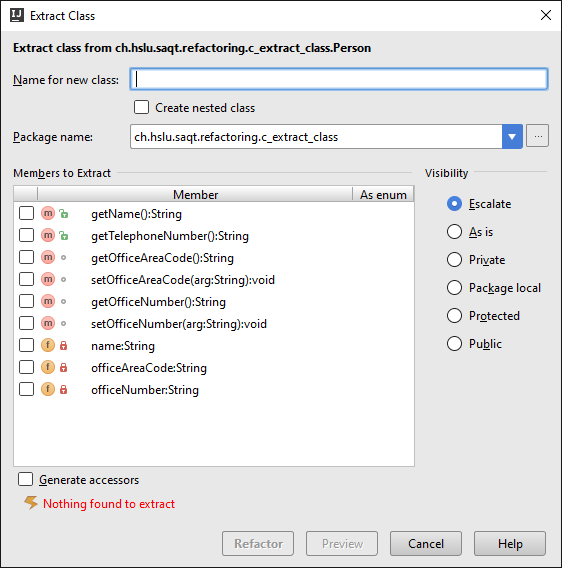 Extract Class
Extract class from ch.hslu.saqt.refactoring.c_extract_class.Person
Name for new class:
Create nested class
Package name: ch.hslu.saqt.refactoring.c_extract_class ...
Members to Extract
Member As enum
m getName():String
m getTelephoneNumber():String
m getOfficeAreaCode():String
m setOfficeAreaCode(arg:String):void
m getOfficeNumber():String
m setOfficeNumber(arg:String):void
f name:String
f officeAreaCode:String
f officeNumber:String
Visibility
Escalate
As is
Private
Package local
Protected
Public
Generate accessors
Nothing found to extract
Refactor Preview Cancel Help